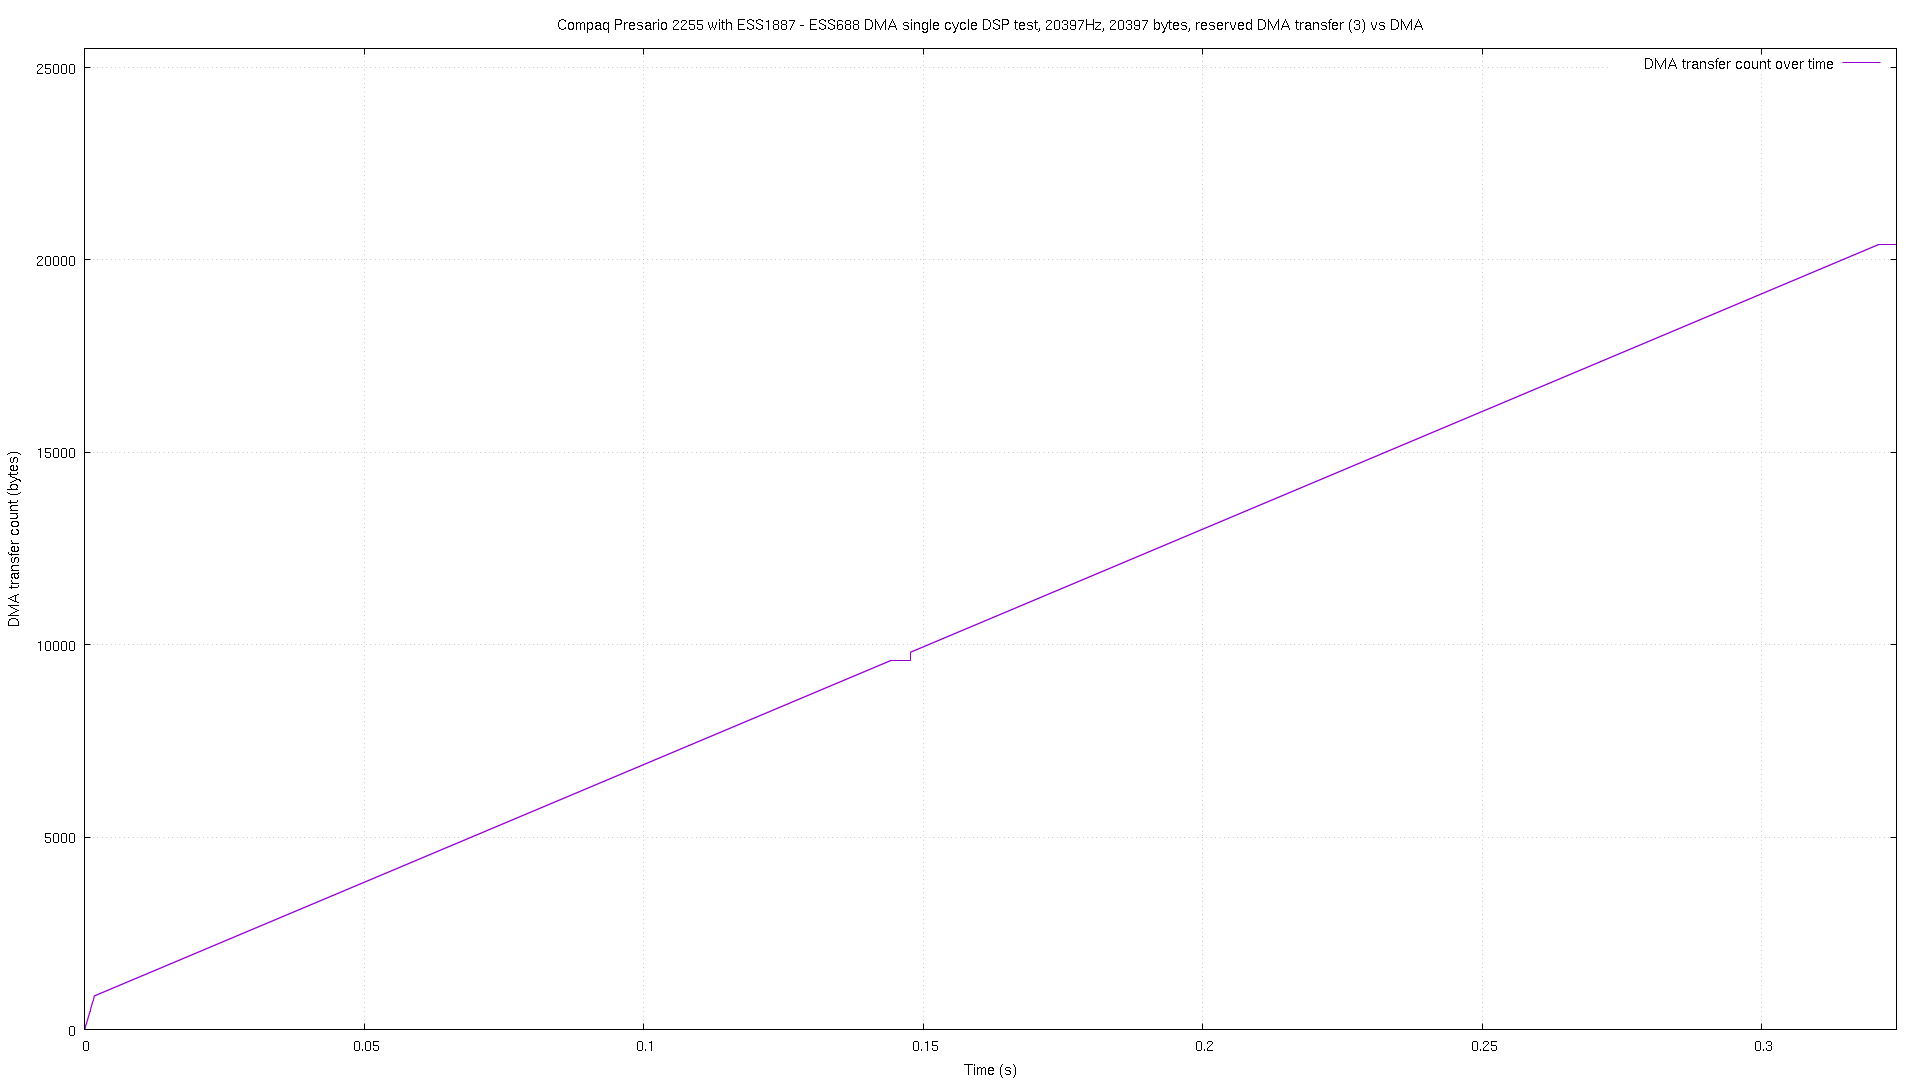 Compaq Presario 2255 with ESS1887 - ESS688 DMA single cycle DSP test, 20397Hz, 20397 bytes, reserved DMA transfer (3) vs DMA
DMA transfer count over time
25000
20000
15000
10000
5000
0
DMA transfer count (bytes)
0 0.05 0.1 0.15 0.2 0.25 0.3
Time (s)